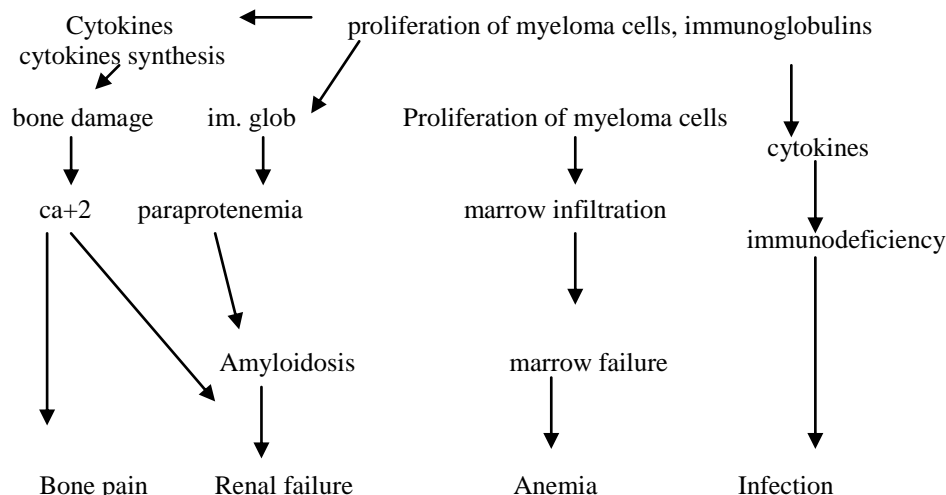 Cytokines
proliferation of myeloma cells, immunoglobulins
cytokines synthesis
bone damage
im. glob
Proliferation of myeloma cells
cytokines
ca+2
paraprotenemia
marrow infiltration
immunodeficiency
Amyloidosis
marrow failure
Bone pain
Renal failure
Anemia
Infection